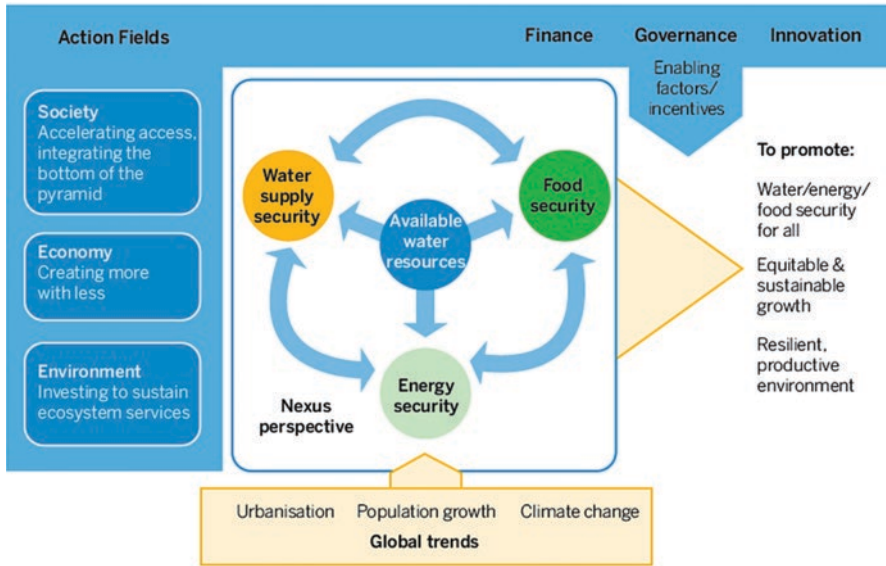 Action Fields
Finance
Governance
Innovation
Enabling
factors/
incentives
Society
Accelerating access,
integrating the
bottom of the
pyramid
Economy
Creating more
with less
Environment
Investing to sustain
ecosystem services
Water
supply
security
Food
security
Available
water
resources
Energy
security
Nexus
perspective
To promote:
Water/energy/
food security
for all
Equitable &
sustainable
growth
Resilient,
productive
environment
Urbanisation
Population growth
Climate change
Global trends